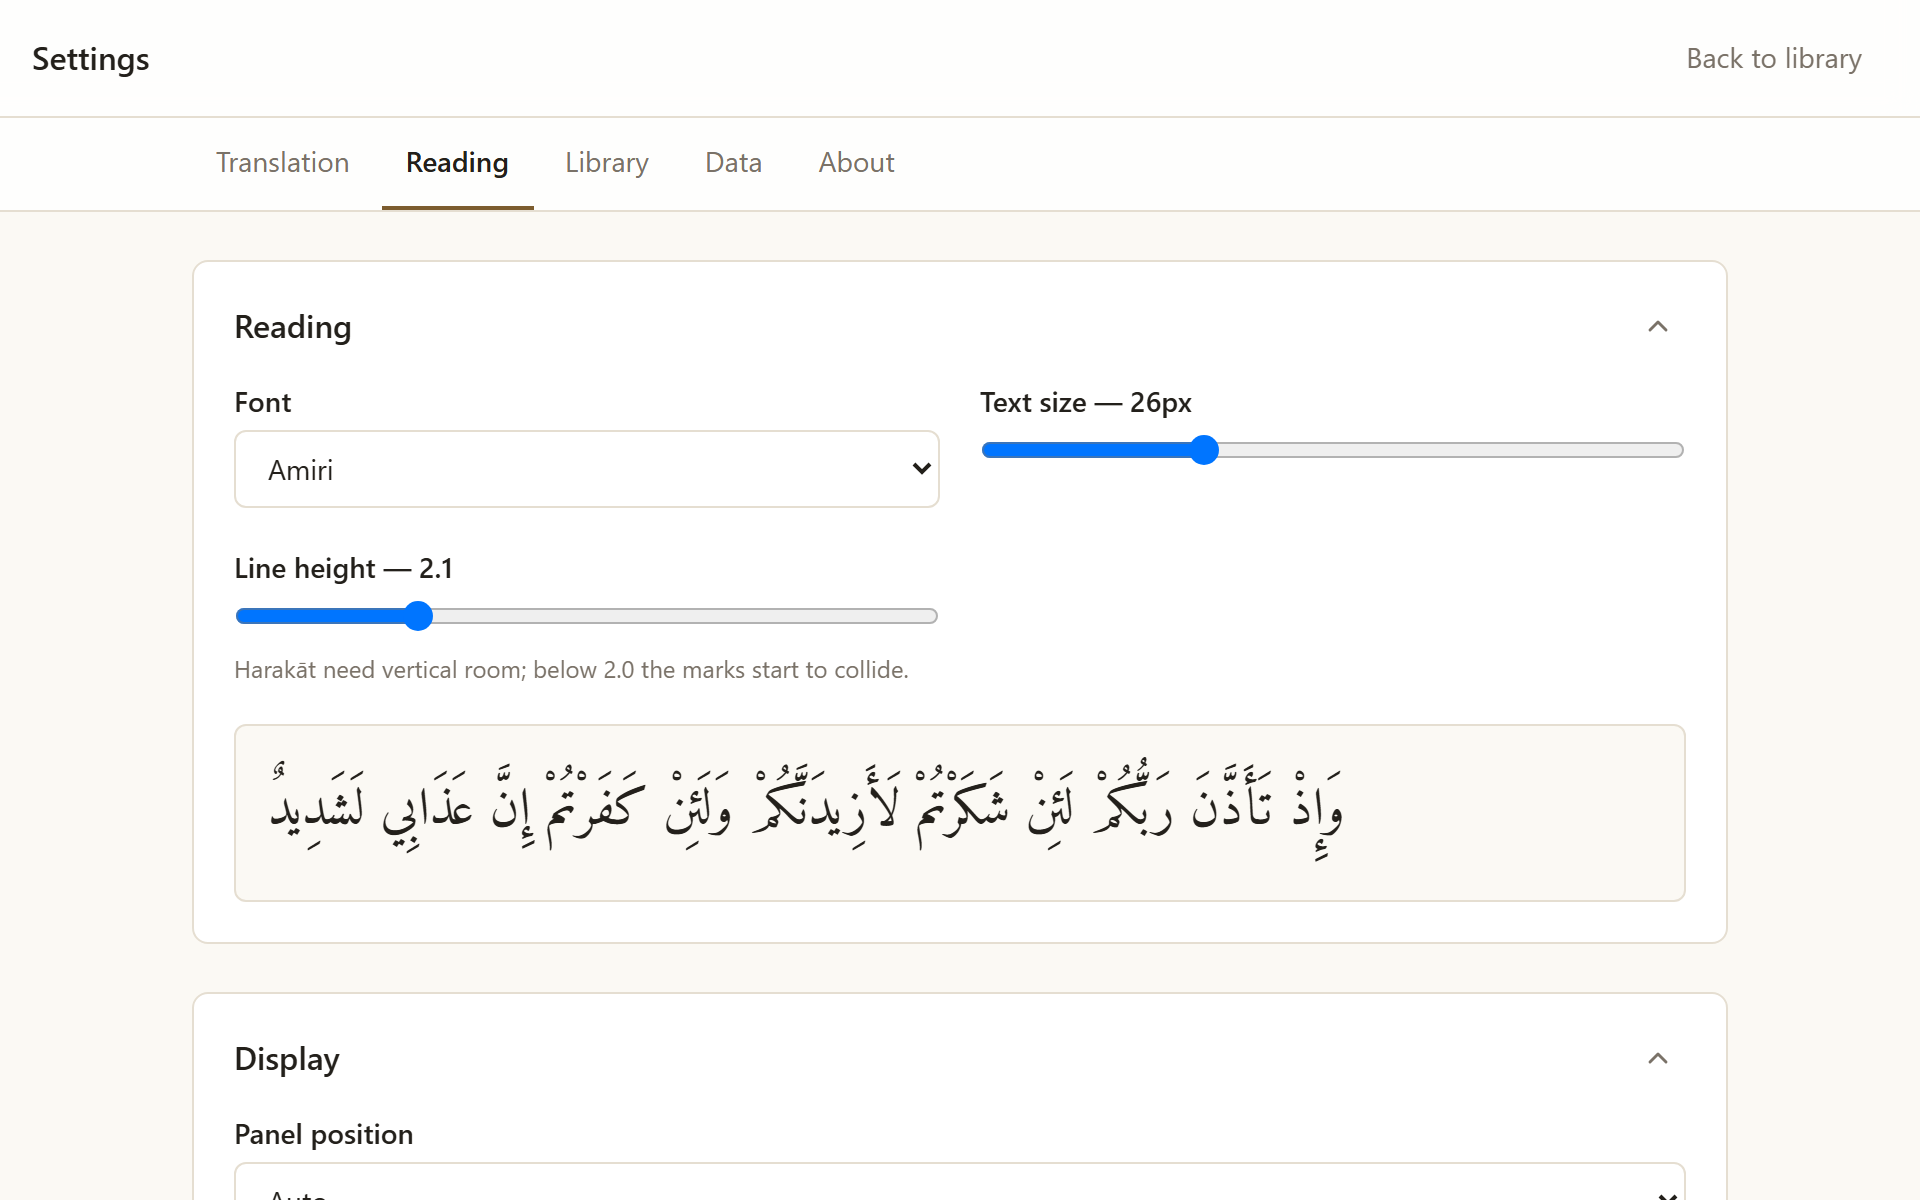 Settings
Back to library
Translation
Reading
Library
Data
About
Reading
Font
Amiri
Text size — 26px
Line height — 2.1
Harakāt need vertical room; below 2.0 the marks start to collide.
وَإِذْ تَأَذَّنَ رَبُّكُمْ لَئِنْ شَكَرْتُمْ لَأَزِيدَنَّكُمْ وَلَئِنْ كَفَرْتُمْ إِنَّ عَذَابِي لَشَدِيدٌ
Display
Panel position
Auto